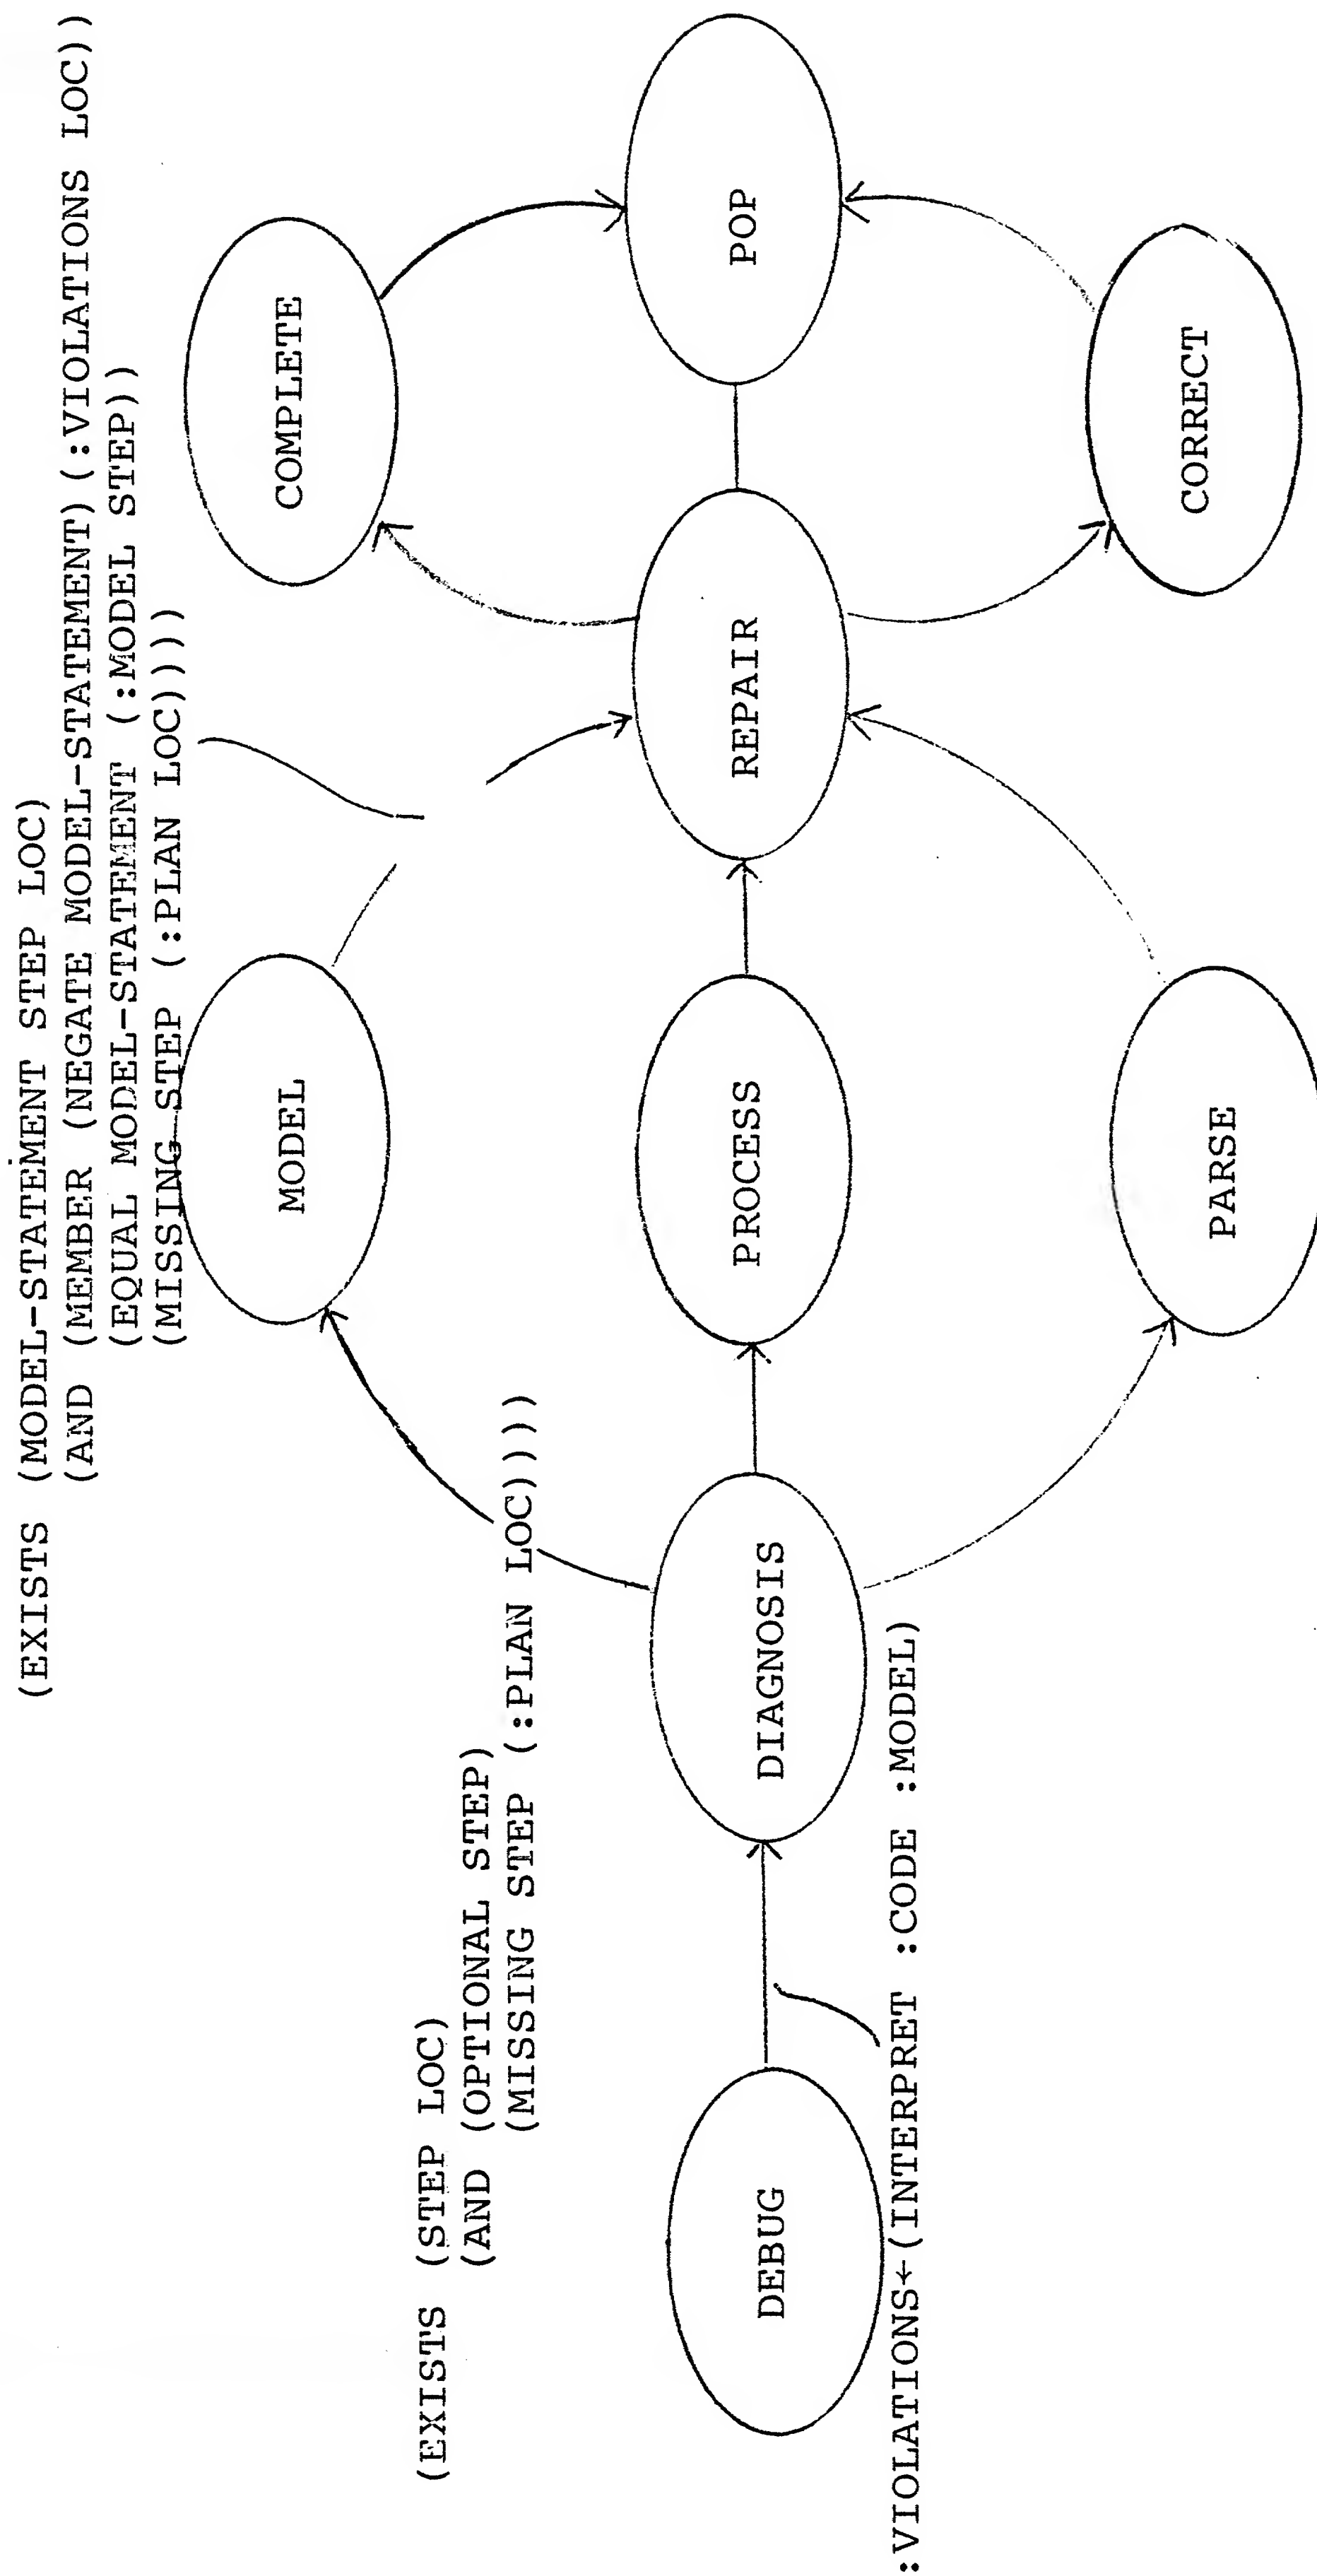 (EXISTS (MODEL-STATEMENT STEP LOC)
(AND (MEMBER (NEGATE MODEL-STATEMENT) (:VIOLATIONS LOC))
(EQUAL MODEL-STATEMENT (:MODEL STEP))
(MISSING STEP (:PLAN LOC))))
(EXISTS (STEP LOC)
(AND (OPTIONAL STEP)
(MISSING STEP (:PLAN LOC))))
MODEL
COMPLETE
DEBUG
DIAGNOSIS
PROCESS
REPAIR
POP
:VIOLATIONS←(INTERPRET :CODE :MODEL)
PARSE
CORRECT